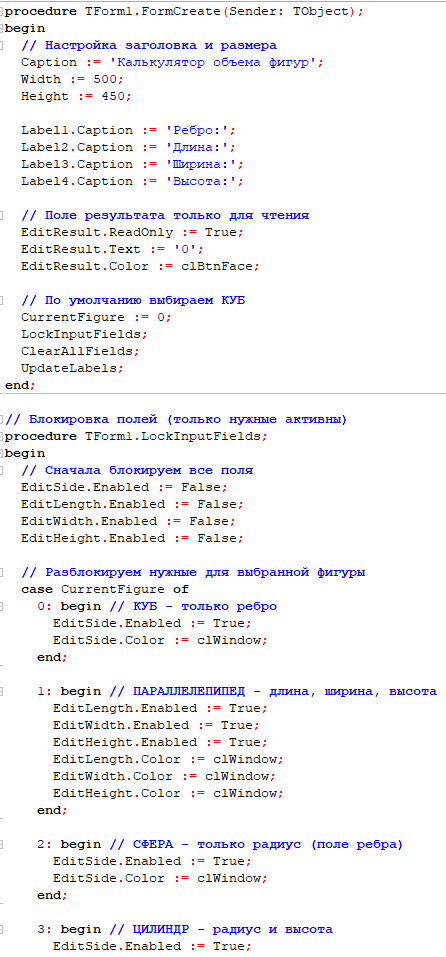 procedure TForm1.FormCreate(Sender: TObject);
begin
  // Настройка заголовка и размера
  Caption := 'Калькулятор объема фигур';
  Width := 500;
  Height := 450;

  Label1.Caption := 'Ребро:';
  Label2.Caption := 'Длина:';
  Label3.Caption := 'Ширина:';
  Label4.Caption := 'Высота:';

  // Поле результата только для чтения
  EditResult.ReadOnly := True;
  EditResult.Text := '0';
  EditResult.Color := clBtnFace;

  // По умолчанию выбираем КУБ
  CurrentFigure := 0;
  LockInputFields;
  ClearAllFields;
  UpdateLabels;
end;

// Блокировка полей (только нужные активны)
procedure TForm1.LockInputFields;
begin
  // Сначала блокируем все поля
  EditSide.Enabled := False;
  EditLength.Enabled := False;
  EditWidth.Enabled := False;
  EditHeight.Enabled := False;

  // Разблокируем нужные для выбранной фигуры
  case CurrentFigure of
    0: begin // КУБ - только ребро
      EditSide.Enabled := True;
      EditSide.Color := clWindow;
    end;

    1: begin // ПАРАЛЛЕЛЕПИПЕД - длина, ширина, высота
      EditLength.Enabled := True;
      EditWidth.Enabled := True;
      EditHeight.Enabled := True;
      EditLength.Color := clWindow;
      EditWidth.Color := clWindow;
      EditHeight.Color := clWindow;
    end;

    2: begin // СФЕРА - только радиус (поле ребра)
      EditSide.Enabled := True;
      EditSide.Color := clWindow;
    end;

    3: begin // ЦИЛИНДР - радиус и высота
      EditSide.Enabled := True;